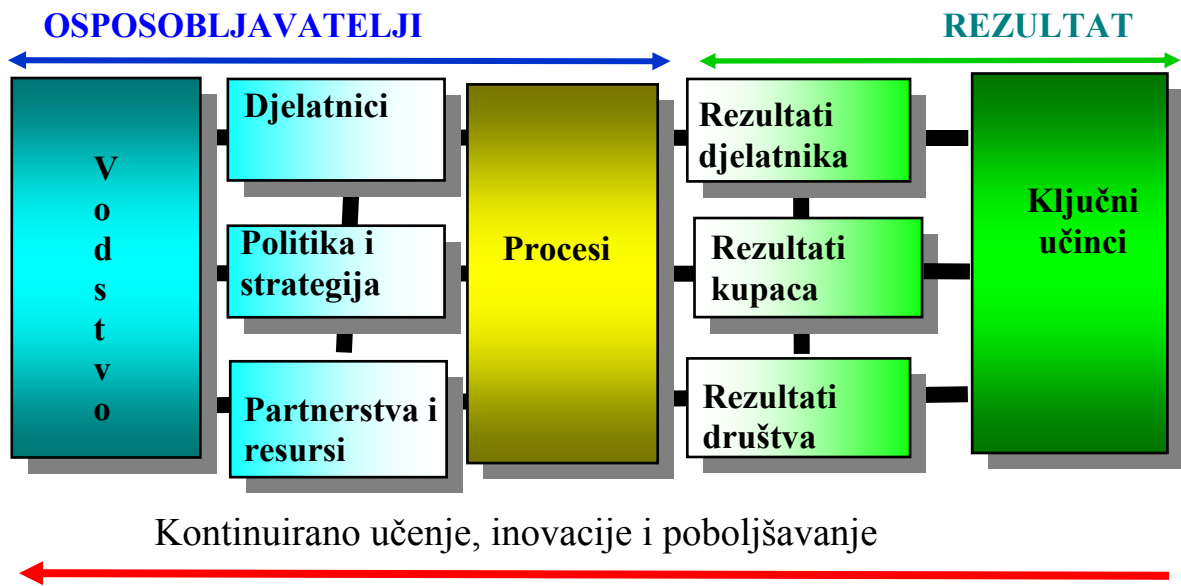 OSPOSOBLJAVATELJI
REZULTAT
Vodstvo
Djelatnici
Politika i
strategija
Partnerstva i
resursi
Procesi
Rezultati
djelatnika
Rezultati
kupaca
Rezultati
društva
Ključni
učinci
Kontinuirano učenje, inovacije i poboljšavanje